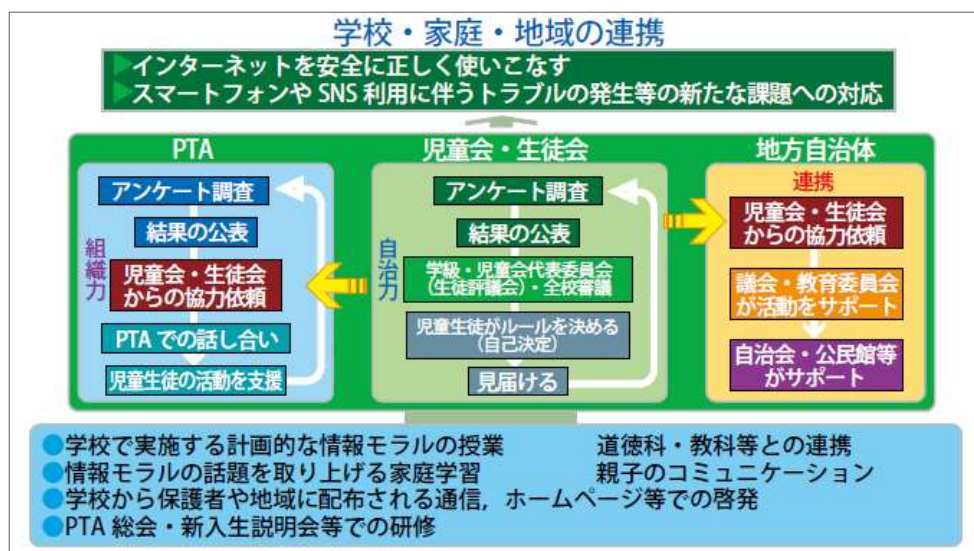 学校・家庭・地域の連携
▶インターネットを安全に正しく使いこなす
▶スマートフォンや SNS 利用に伴うトラブルの発生等の新たな課題への対応
PTA
アンケート調査
結果の公表
組織力
児童会・生徒会
からの協力依頼
PTA での話し合い
児童生徒の活動を支援
児童会・生徒会
アンケート調査
結果の公表
自治力
学級・児童会代表委員会
(生徒評議会)・全校審議
児童生徒がルールを決める
(自己決定)
見届ける
地方自治体
連携
児童会・生徒会
からの協力依頼
議会・教育委員会
が活動をサポート
自治会・公民館等
がサポート
●学校で実施する計画的な情報モラルの授業 道徳科・教科等との連携
●情報モラルの話題を取り上げる家庭学習 親子のコミュニケーション
●学校から保護者や地域に配布される通信，ホームページ等での啓発
●PTA 総会・新入生説明会等での研修